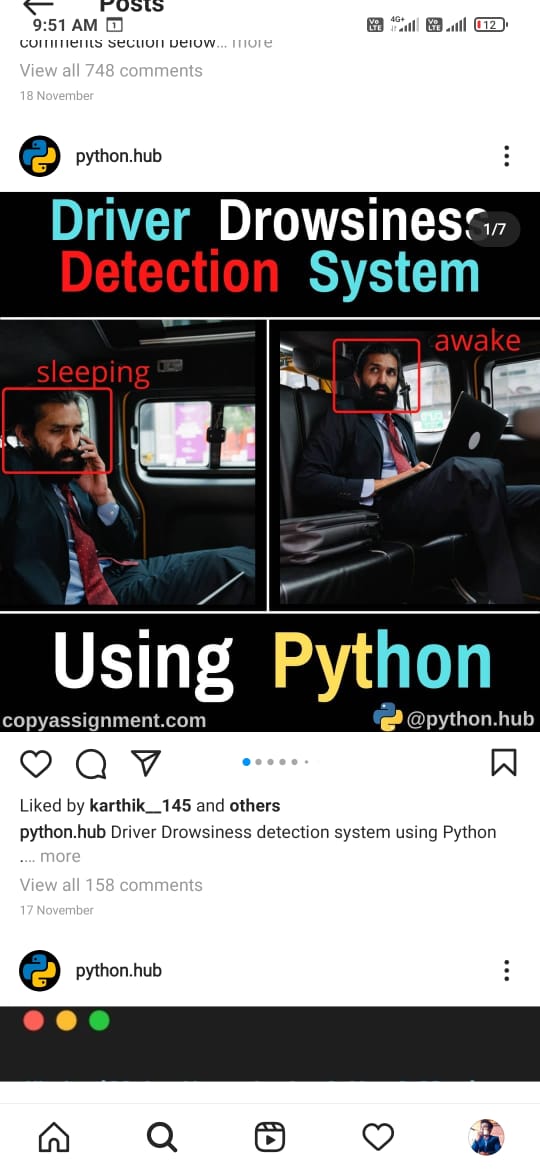 Posts
9:51 AM 1
Vo LTE 4G+ Vo LTE 12
comments section below... more
View all 748 comments
18 November
python.hub
Driver Drowsiness
1/7
Detection System
sleeping
awake
Using Python
copyassignment.com
@python.hub
Liked by karthik__145 and others
python.hub Driver Drowsiness detection system using Python
.... more
View all 158 comments
17 November
python.hub